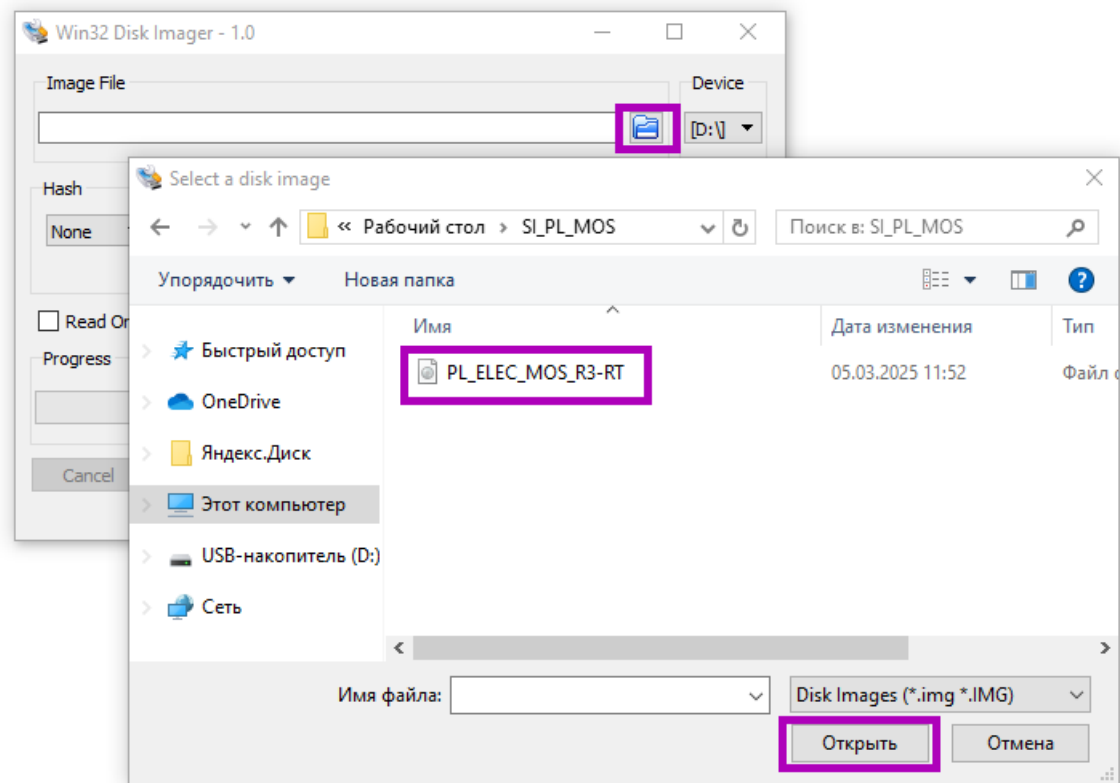 Win32 Disk Imager - 1.0
Image File
Device
[D:\]
Hash
None
Progress
Cancel
Select a disk image
« Рабочий стол › SI_PL_MOS
Поиск в: SI_PL_MOS
Упорядочить
Новая папка
Имя
Дата изменения
Тип
PL_ELEC_MOS_R3-RT
05.03.2025 11:52
Файл
Быстрый доступ
OneDrive
Яндекс.Диск
Этот компьютер
USB-накопитель (D:)
Сеть
Имя файла:
Disk Images (*.img *.IMG)
Открыть
Отмена